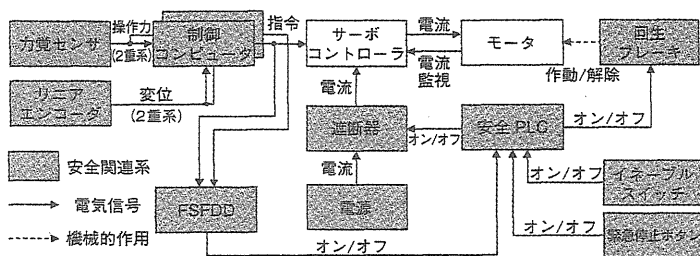 力覚センサ
操作力
(2重系)
制御
コンピュータ
指令
サーボ
コントローラ
電流
電流
監視
モータ
回生
ブレーキ
作動/解除
リニア
エンコーダ
変位
(2重系)
電流
遮断器
オン/オフ
安全PLC
オン/オフ
安全関連系
電気信号
機械的作用
FSFDD
電流
電源
オン/オフ
イネーブル
スイッチ
オン/オフ
緊急停止ボタン
オン/オフ